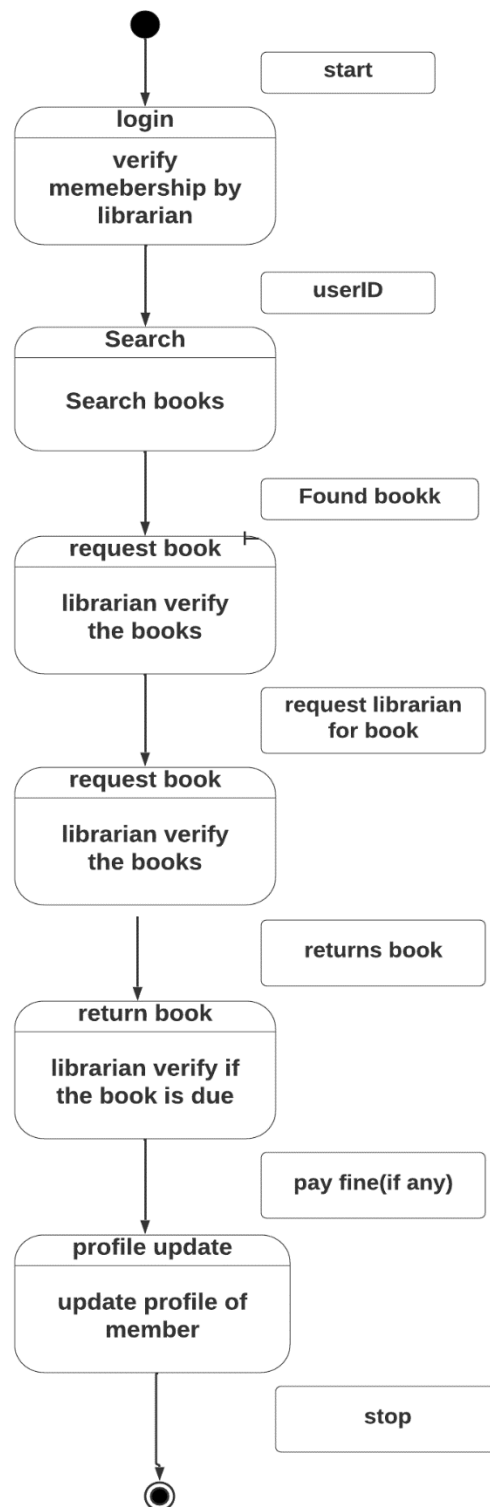 start
login
verify
memebership by
librarian
userID
Search
Search books
Found bookk
request book
librarian verify
the books
request librarian
for book
request book
librarian verify
the books
returns book
return book
librarian verify if
the book is due
pay fine(if any)
profile update
update profile of
member
stop